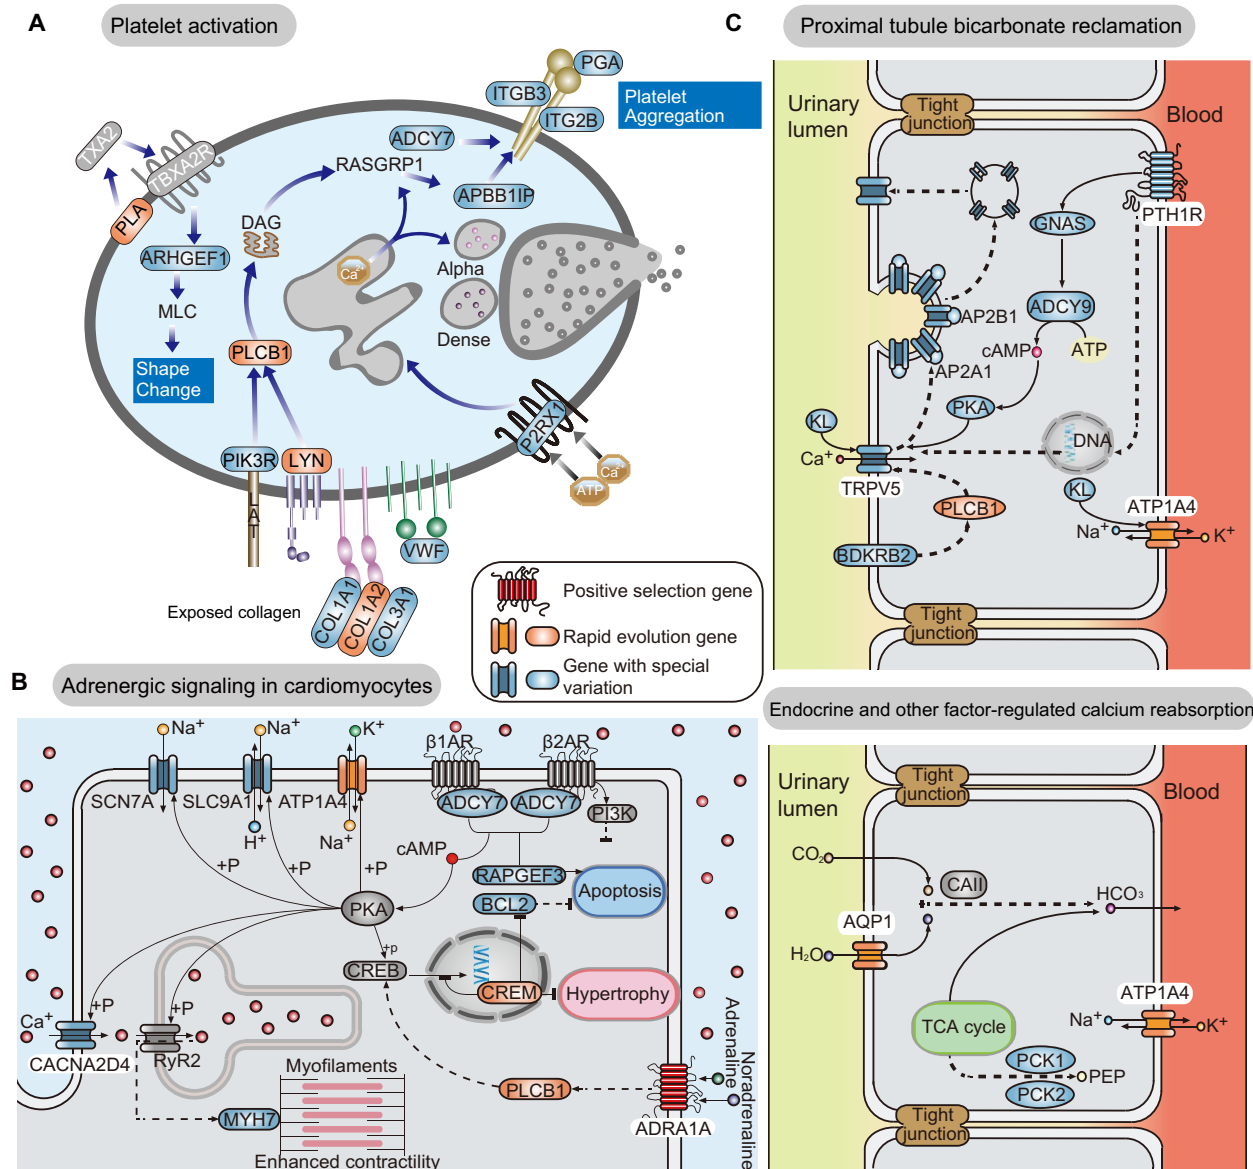 A
Platelet activation
TXA2
TBXA2R
PLA
ARHGEF1
MLC
Shape
Change
DAG
RASGRP1
ADCY7
APBB1IP
ITGB3
PGA
ITG2B
Platelet
Aggregation
Ca²⁺
Alpha
Dense
PLCB1
PIK3R
LYN
LAT
P2RX1
ATP
Ca²⁺
VWF
Exposed collagen
COL1A1
COL1A2
COL3A1
Positive selection gene
Rapid evolution gene
Gene with special
variation
B
Adrenergic signaling in cardiomyocytes
Na⁺
Na⁺
K⁺
β1AR
β2AR
SCN7A
SLC9A1
ATP1A4
ADCY7
ADCY7
PI3K
H⁺
Na⁺
cAMP
+P
+P
+P
RAPGEF3
Apoptosis
BCL2
PKA
+p
CREB
CREM
Hypertrophy
+P
+P
Ca⁺
CACNA2D4
RyR2
Myofilaments
MYH7
Enhanced contractility
PLCB1
ADRA1A
Adrenaline
Noradrenaline
C
Proximal tubule bicarbonate reclamation
Urinary
lumen
Tight
junction
Blood
PTH1R
GNAS
ADCY9
AP2B1
cAMP
ATP
AP2A1
PKA
KL
DNA
Ca⁺
TRPV5
KL
PLCB1
ATP1A4
Na⁺
K⁺
BDKRB2
Tight
junction
Endocrine and other factor-regulated calcium reabsorption
Urinary
lumen
Tight
junction
Blood
CO₂
CAII
HCO₃
AQP1
H₂O
ATP1A4
TCA cycle
Na⁺
K⁺
PCK1
PEP
PCK2
Tight
junction